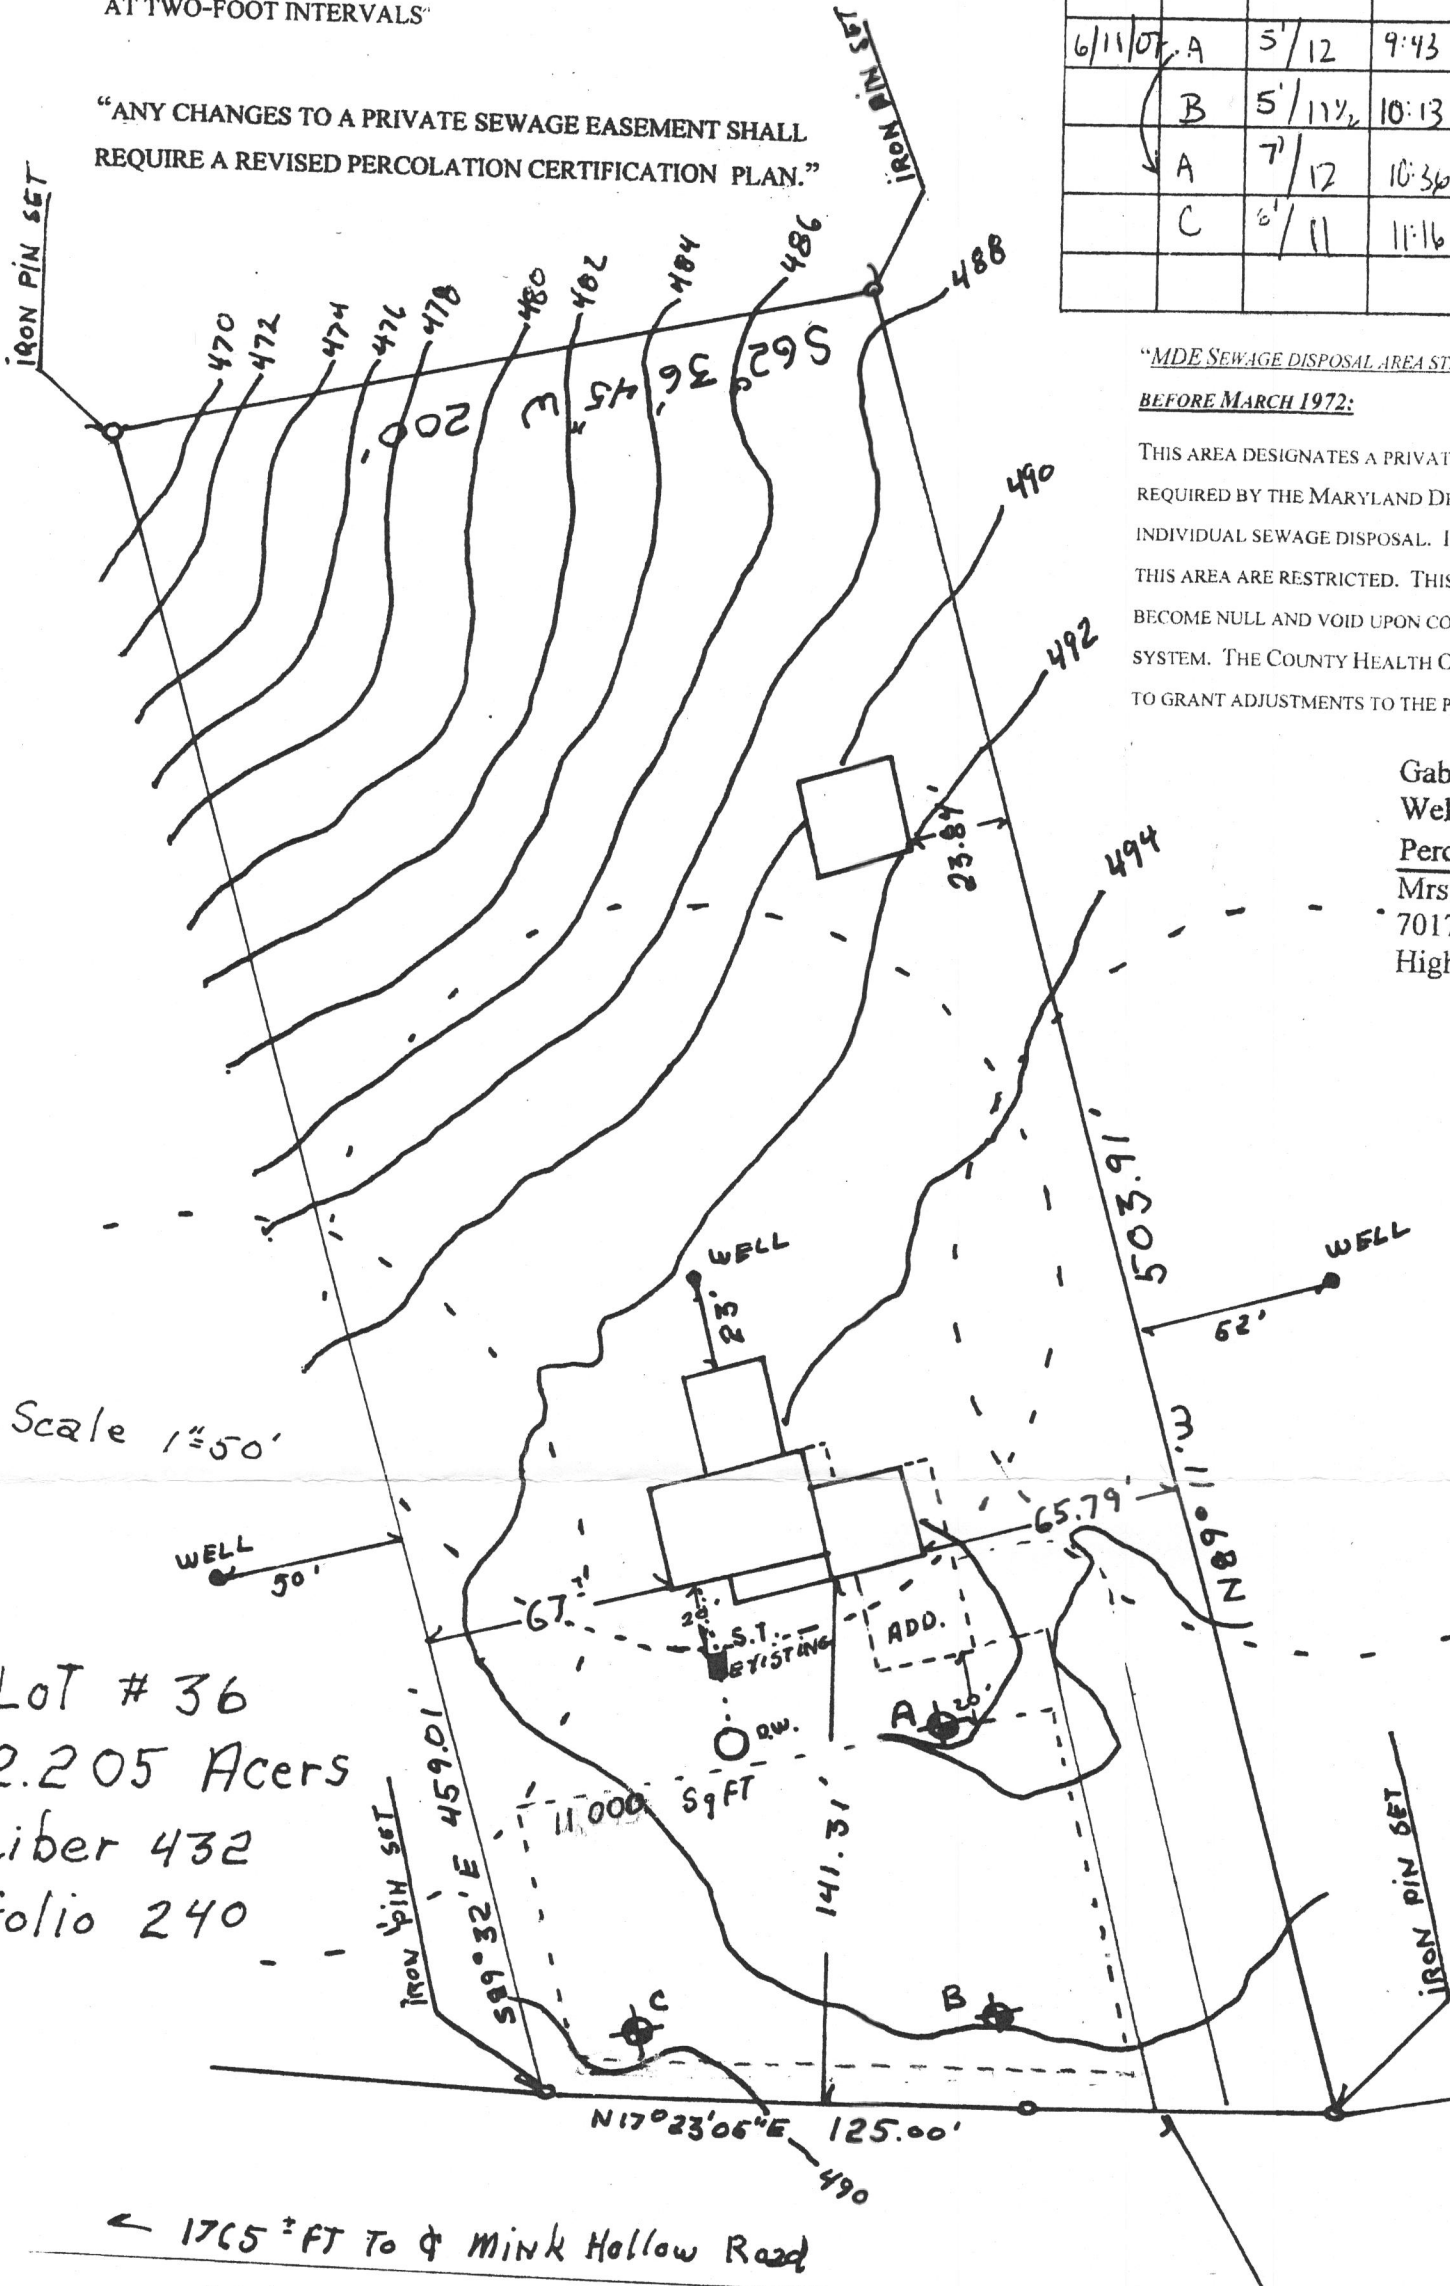 AT TWO-FOOT INTERVALS"
"ANY CHANGES TO A PRIVATE SEWAGE EASEMENT SHALL
REQUIRE A REVISED PERCOLATION CERTIFICATION PLAN."
6/11/07 A 5'/12 9:43
B 5'/11½ 10:13
A 7'/12 10:36
C /11 11:16
"MDE SEWAGE DISPOSAL AREA ST
BEFORE MARCH 1972:
THIS AREA DESIGNATES A PRIVAT
REQUIRED BY THE MARYLAND DE
INDIVIDUAL SEWAGE DISPOSAL. I
THIS AREA ARE RESTRICTED. THIS
BECOME NULL AND VOID UPON CO
SYSTEM. THE COUNTY HEALTH O
TO GRANT ADJUSTMENTS TO THE P
Gab
Wel
Perc
Mrs
7017
High
IRON PIN SET
IRON PIN SET
470
472
474
476
478
480
482
484
486
488
S62° 36' 45" W 200'
490
492
23.84'
494
503.91'
N89° 11' W
WELL
23'
WELL
62'
Scale 1"=50'
WELL
50'
65.79'
67'±
20'
S.T.
EXISTING
ADD.
D.W.
A
20'
LOT # 36
2.205 Acers
iber 432
folio 240
11,000 Sq FT
141.31'
S89° 32' E 459.01'
IRON PIN SET
IRON PIN SET
C
B
N17° 23' 05" E 125.00'
490
← 1765 ± FT To ℄ Mink Hollow Road